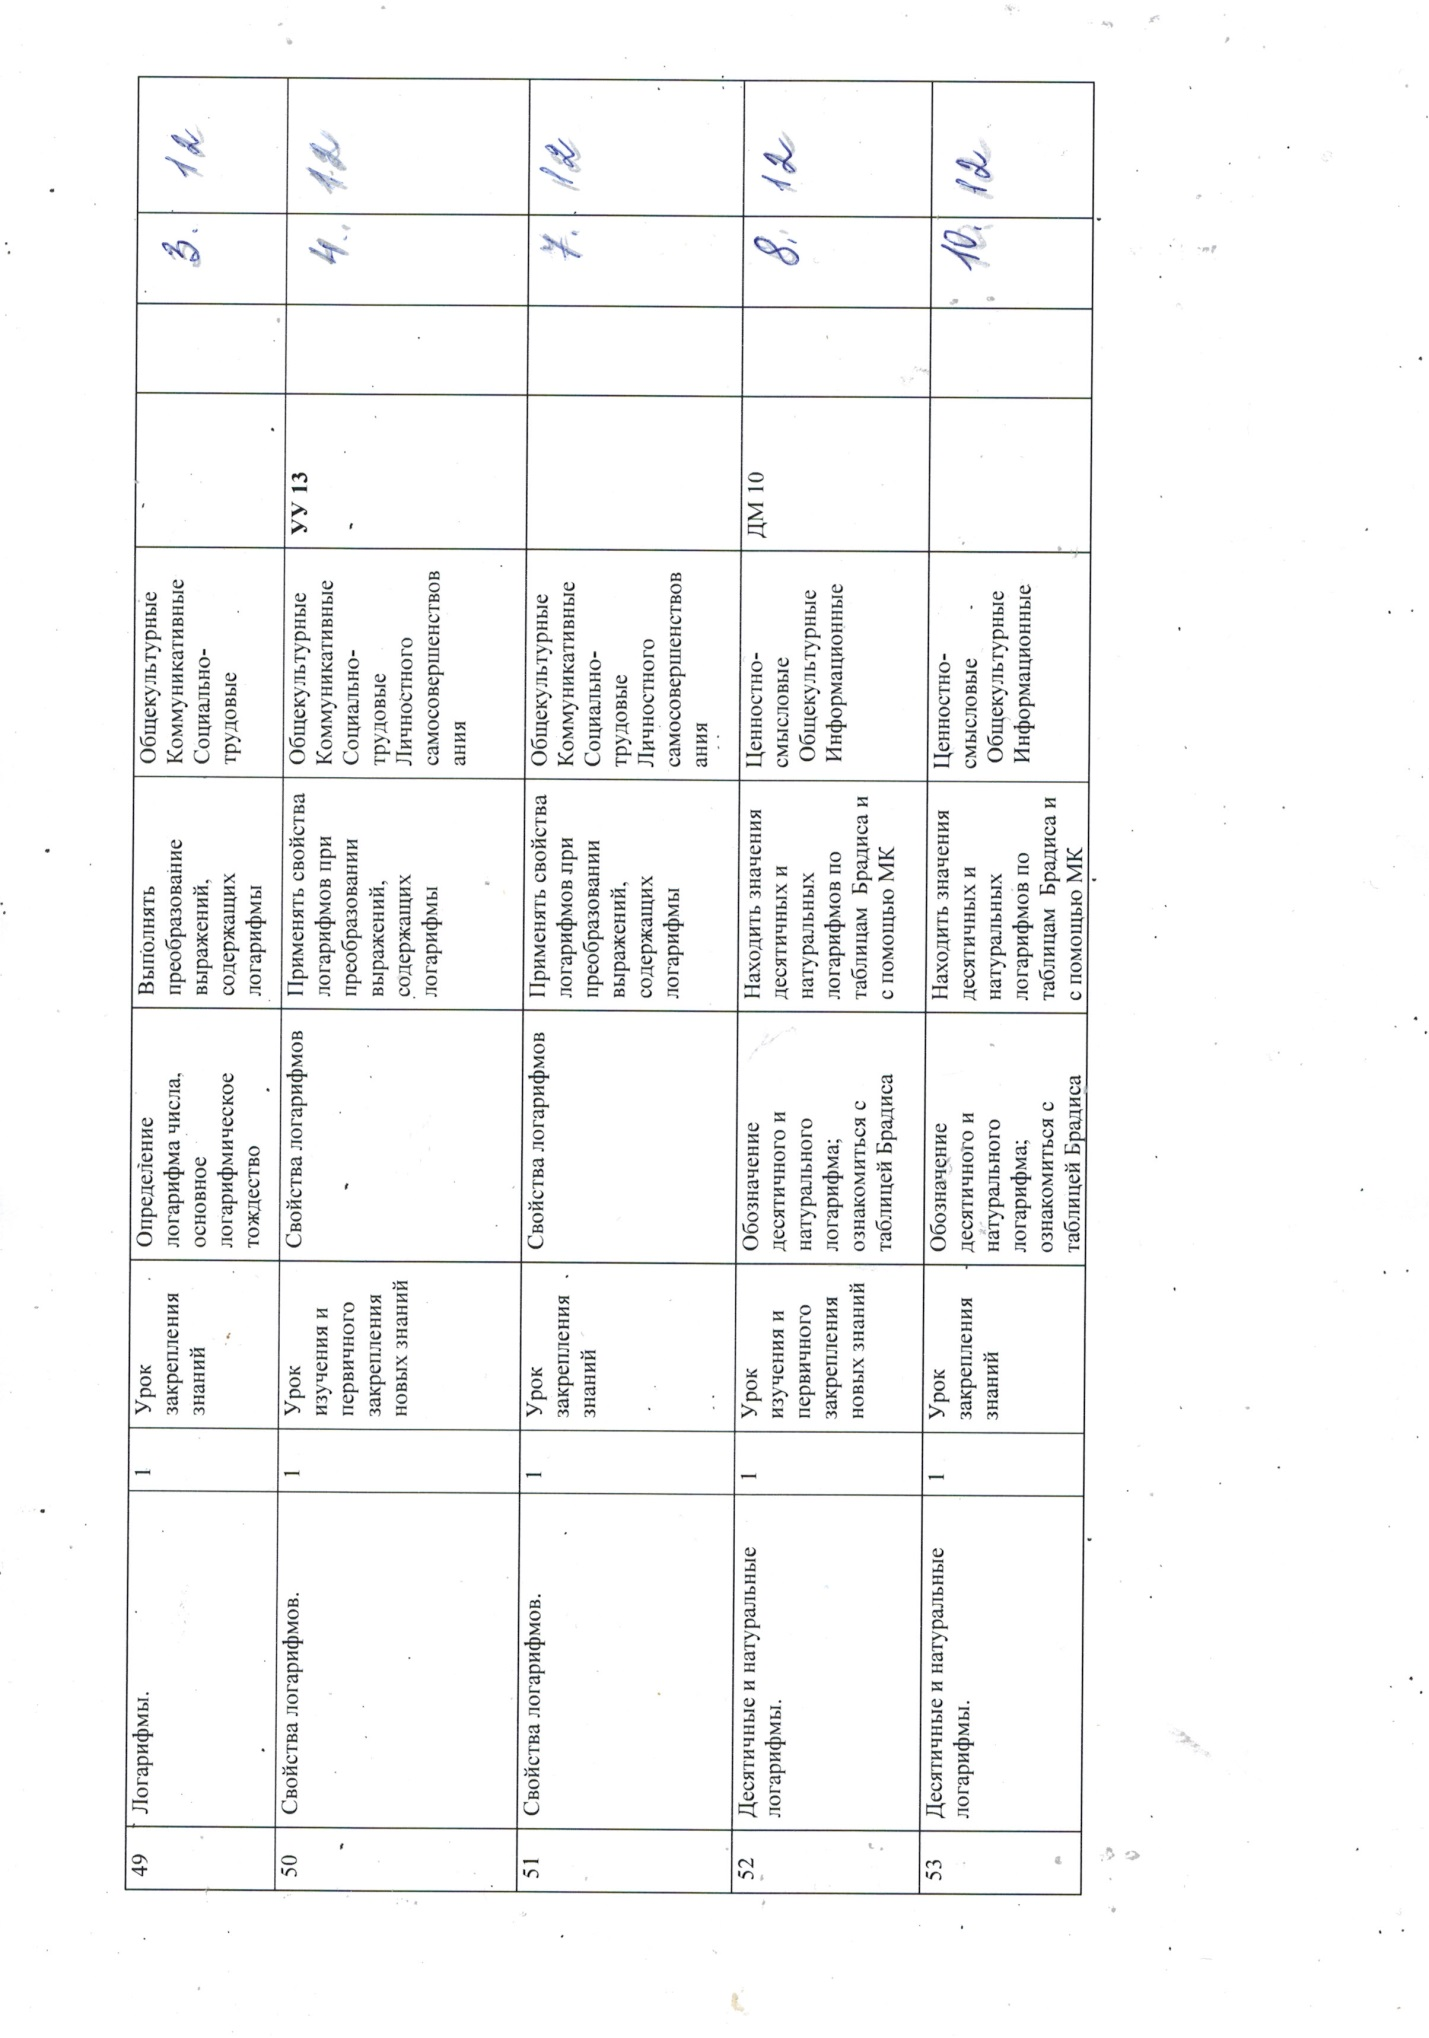 49
Логарифмы.
1
Урок
закрепления
знаний
Определение
логарифма числа,
основное
логарифмическое
тождество
Выполнять
преобразование
выражений,
содержащих
логарифмы
Общекультурные
Коммуникативные
Социально-
трудовые
3.
12
50
Свойства логарифмов.
1
Урок
изучения и
первичного
закрепления
новых знаний
Свойства логарифмов
Применять свойства
логарифмов при
преобразовании
выражений,
содержащих
логарифмы
Общекультурные
Коммуникативные
Социально-
трудовые
Личностного
самосовершенствов
ания
УУ 13
4.
12
51
Свойства логарифмов.
1
Урок
закрепления
знаний
Свойства логарифмов
Применять свойства
логарифмов при
преобразовании
выражений,
содержащих
логарифмы
Общекультурные
Коммуникативные
Социально-
трудовые
Личностного
самосовершенствов
ания
7.
12
52
Десятичные и натуральные
логарифмы.
1
Урок
изучения и
первичного
закрепления
новых знаний
Обозначение
десятичного и
натурального
логарифма;
ознакомиться с
таблицей Брадиса
Находить значения
десятичных и
натуральных
логарифмов по
таблицам Брадиса и
с помощью МК
Ценностно-
смысловые
Общекультурные
Информационные
ДМ 10
8.
12
53
Десятичные и натуральные
логарифмы.
1
Урок
закрепления
знаний
Обозначение
десятичного и
натурального
логарифма;
ознакомиться с
таблицей Брадиса
Находить значения
десятичных и
натуральных
логарифмов по
таблицам Брадиса и
с помощью МК
Ценностно-
смысловые
Общекультурные
Информационные
10.
12